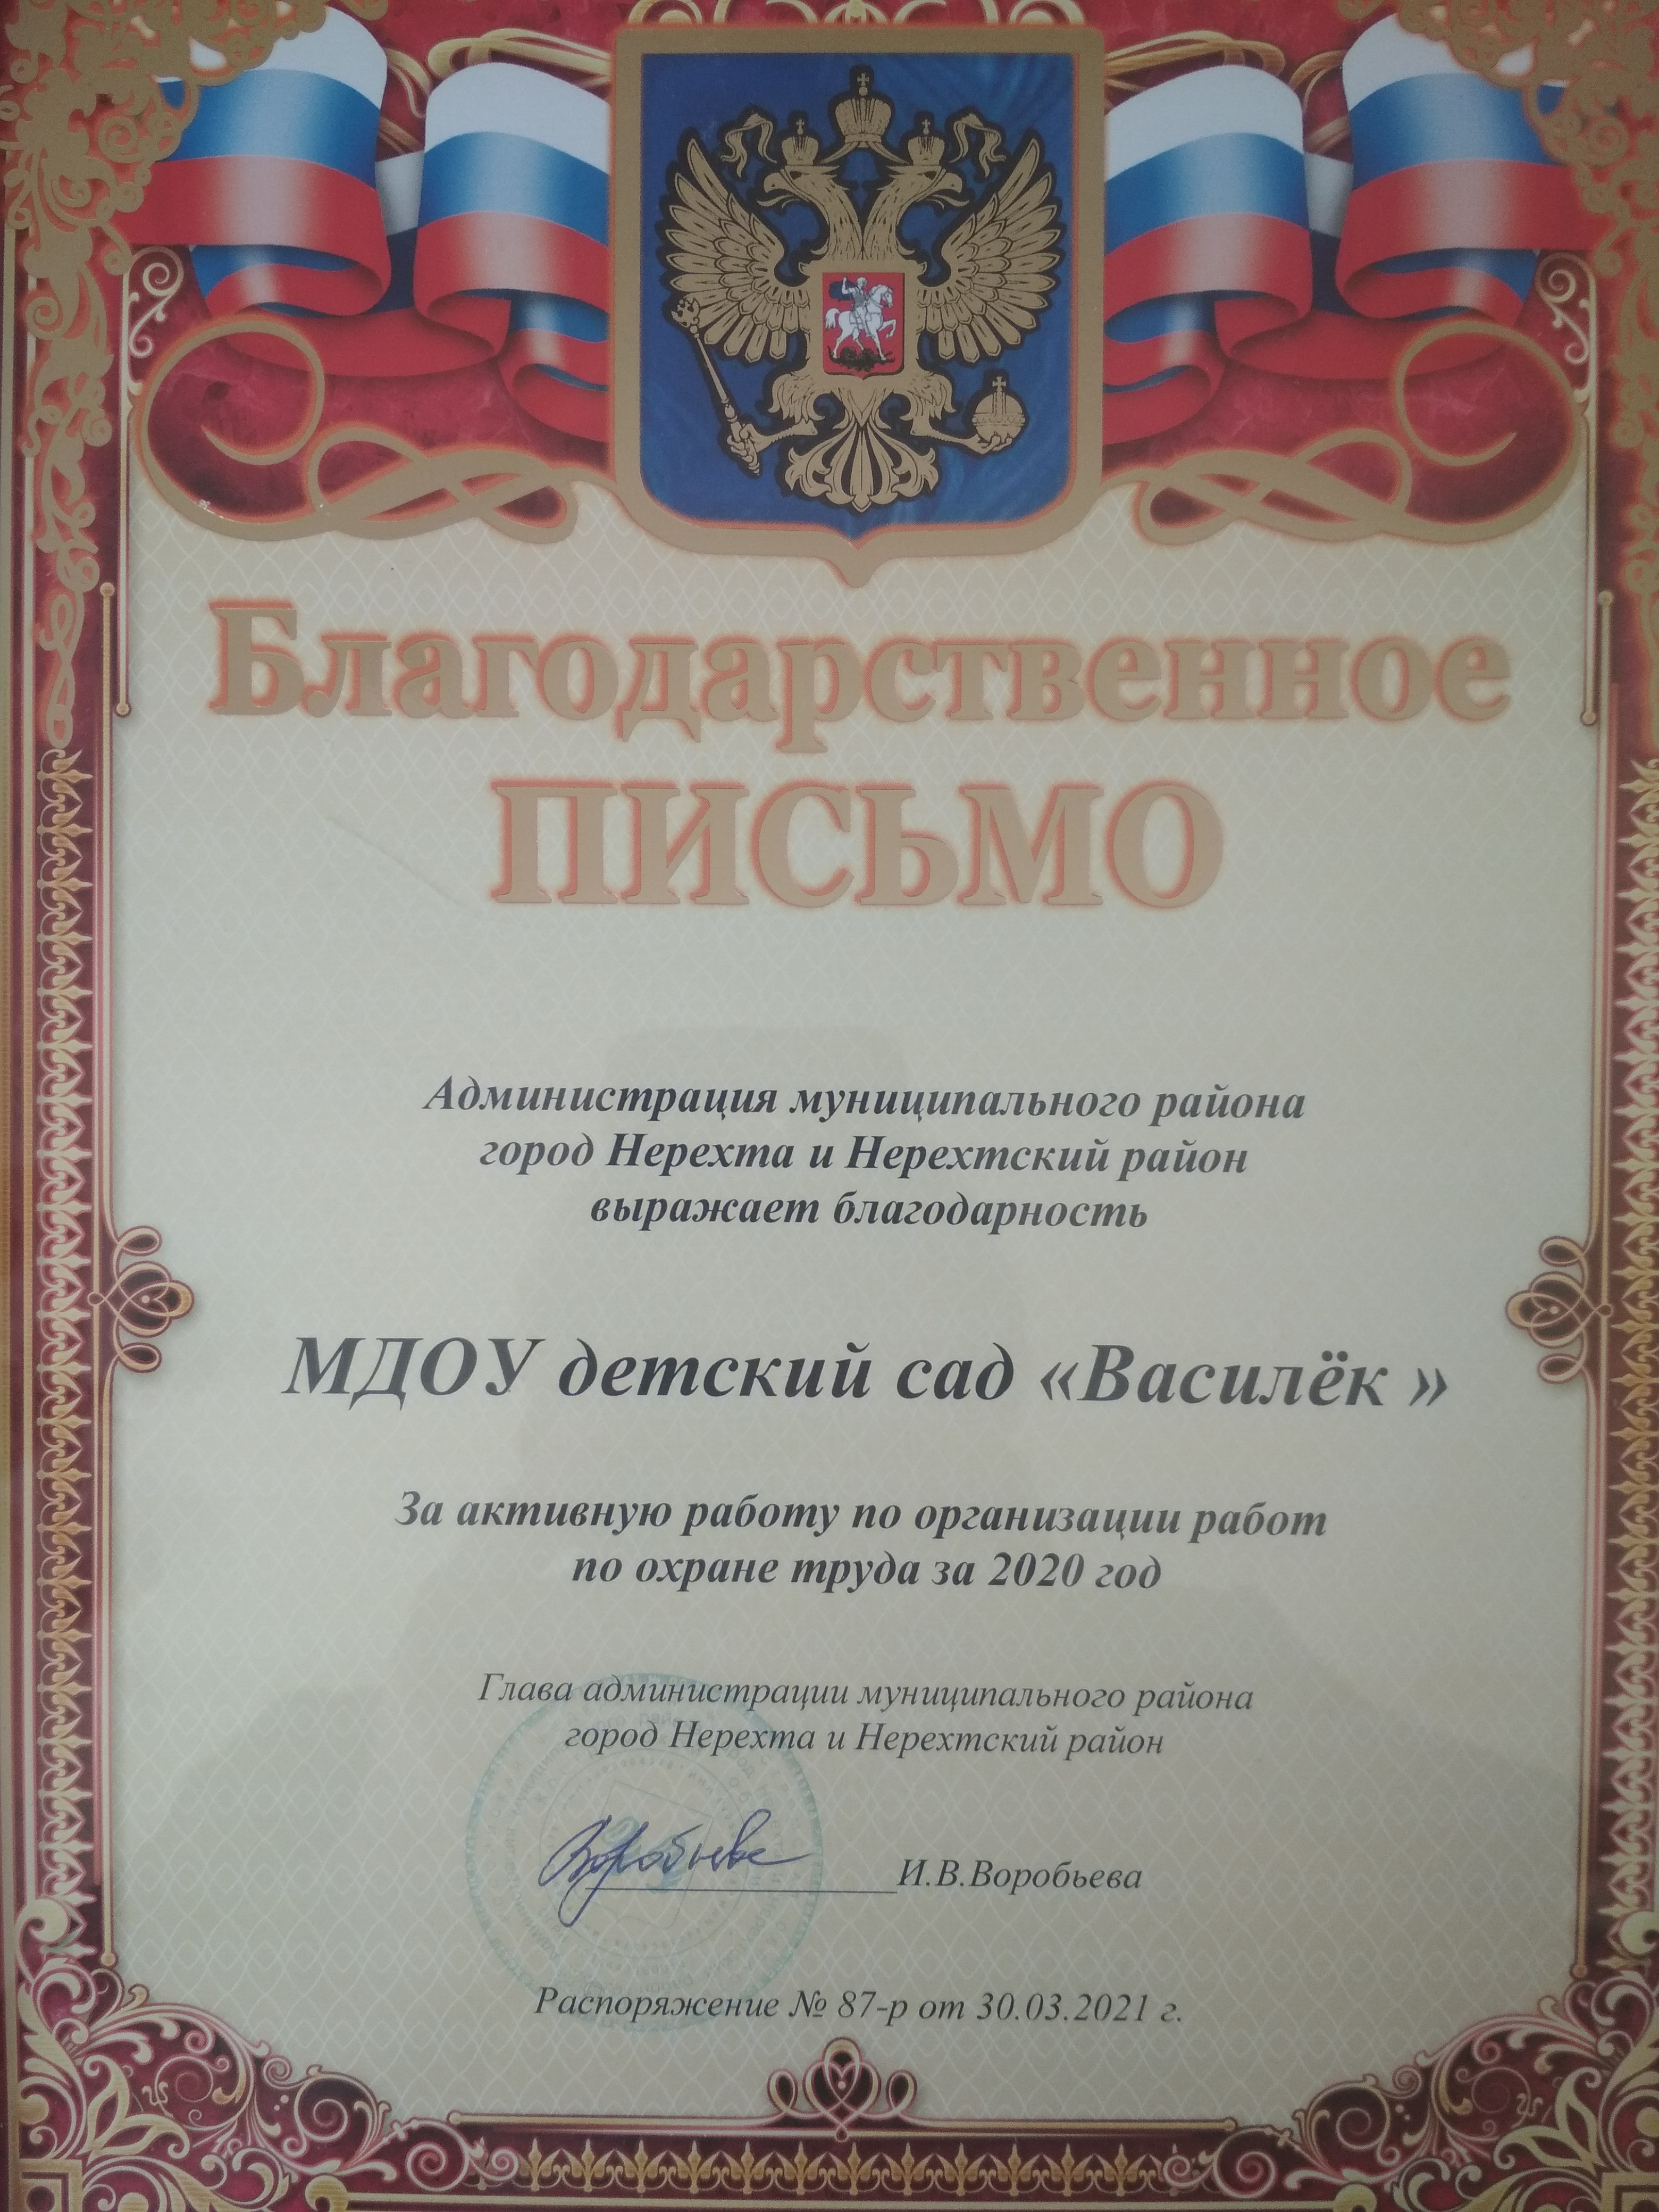 Благодарственное
ПИСЬМО
Администрация муниципального района
город Нерехта и Нерехтский район
выражает благодарность
МДОУ детский сад «Василёк »
За активную работу по организации работ
по охране труда за 2020 год
Глава администрации муниципального района
город Нерехта и Нерехтский район
И.В.Воробьева
Распоряжение № 87-р от 30.03.2021 г.